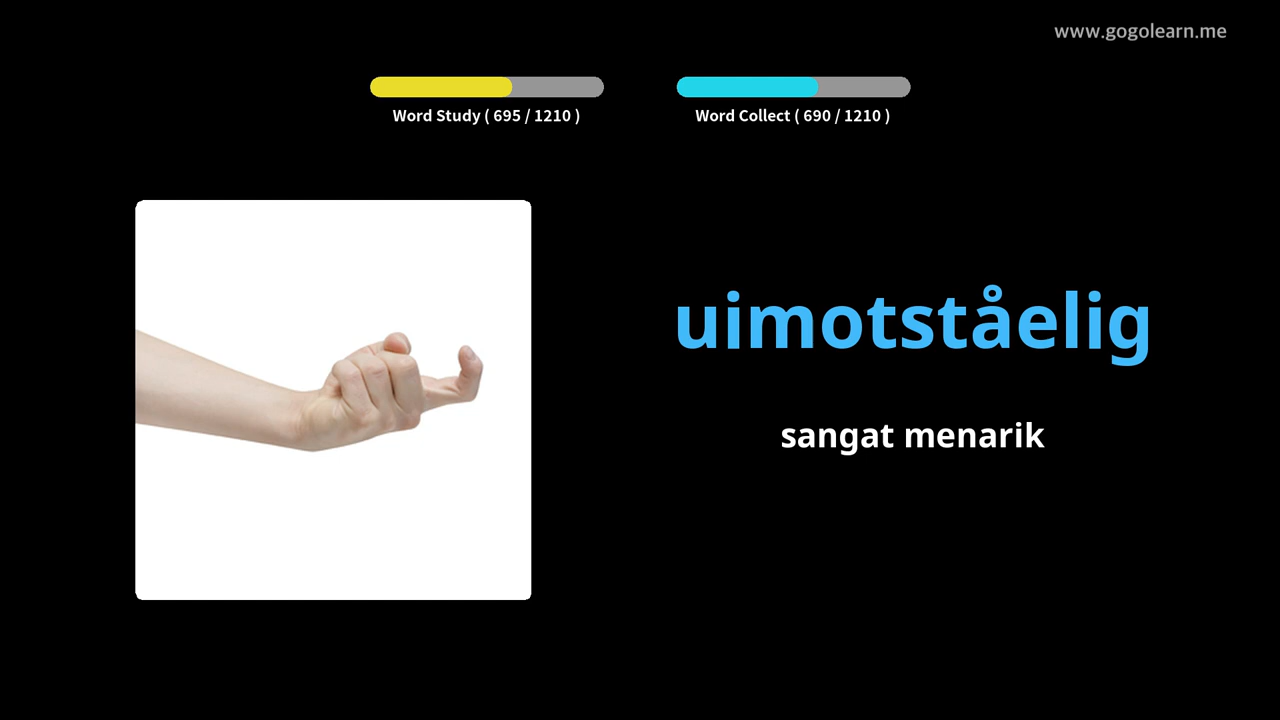 www.gogolearn.me
Word Study ( 695 / 1210 )
Word Collect ( 690 / 1210 )
uimotståelig
sangat menarik